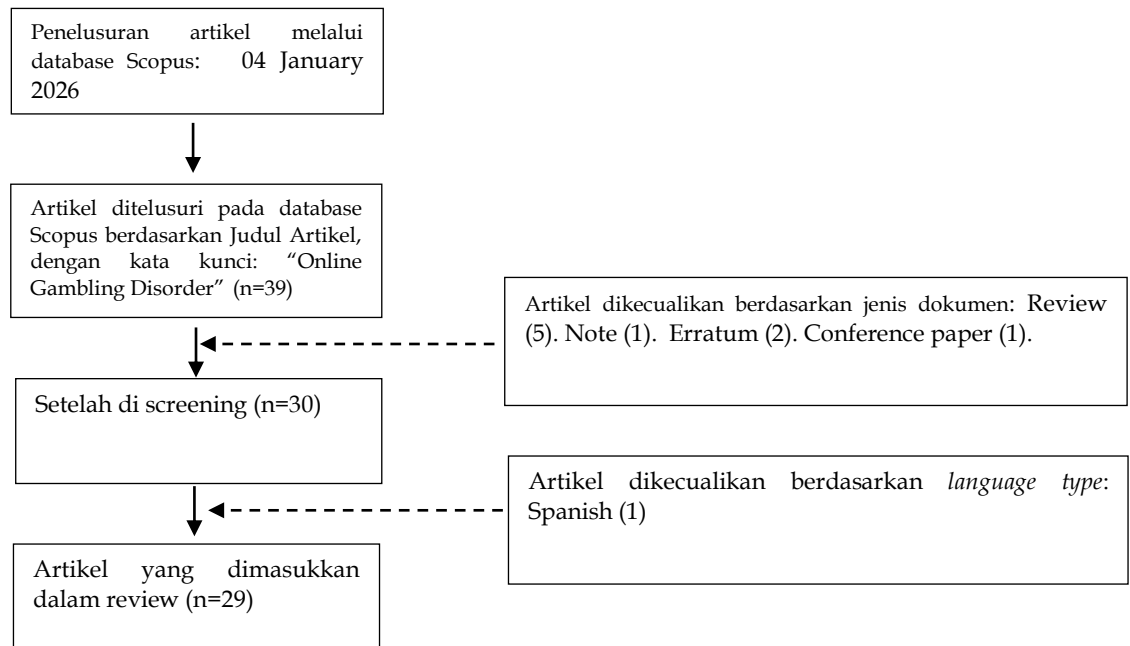 Penelusuran artikel melalui
database Scopus: 04 January
2026
Artikel ditelusuri pada database
Scopus berdasarkan Judul Artikel,
dengan kata kunci: “Online
Gambling Disorder” (n=39)
Artikel dikecualikan berdasarkan jenis dokumen: Review
(5). Note (1). Erratum (2). Conference paper (1).
Setelah di screening (n=30)
Artikel dikecualikan berdasarkan language type:
Spanish (1)
Artikel yang dimasukkan
dalam review (n=29)